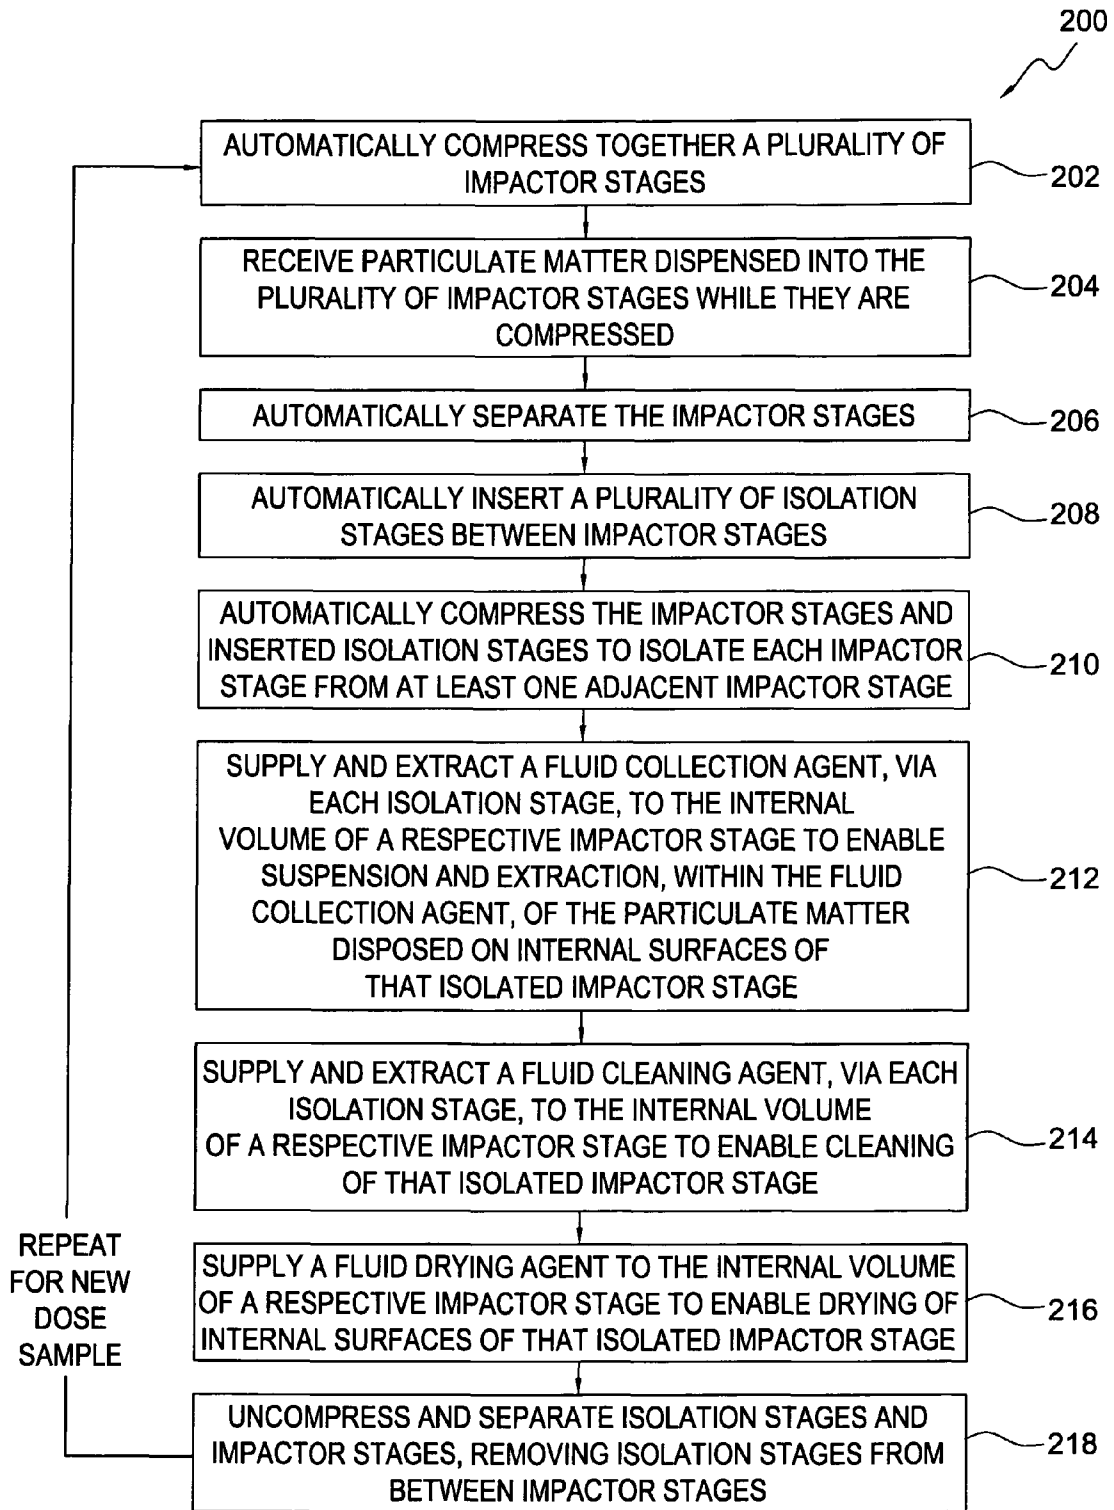 200
AUTOMATICALLY COMPRESS TOGETHER A PLURALITY OF
IMPACTOR STAGES
202
RECEIVE PARTICULATE MATTER DISPENSED INTO THE
PLURALITY OF IMPACTOR STAGES WHILE THEY ARE
COMPRESSED
204
AUTOMATICALLY SEPARATE THE IMPACTOR STAGES
206
AUTOMATICALLY INSERT A PLURALITY OF ISOLATION
STAGES BETWEEN IMPACTOR STAGES
208
AUTOMATICALLY COMPRESS THE IMPACTOR STAGES AND
INSERTED ISOLATION STAGES TO ISOLATE EACH IMPACTOR
STAGE FROM AT LEAST ONE ADJACENT IMPACTOR STAGE
210
SUPPLY AND EXTRACT A FLUID COLLECTION AGENT, VIA
EACH ISOLATION STAGE, TO THE INTERNAL
VOLUME OF A RESPECTIVE IMPACTOR STAGE TO ENABLE
SUSPENSION AND EXTRACTION, WITHIN THE FLUID
COLLECTION AGENT, OF THE PARTICULATE MATTER
DISPOSED ON INTERNAL SURFACES OF
THAT ISOLATED IMPACTOR STAGE
212
SUPPLY AND EXTRACT A FLUID CLEANING AGENT, VIA EACH
ISOLATION STAGE, TO THE INTERNAL VOLUME
OF A RESPECTIVE IMPACTOR STAGE TO ENABLE CLEANING
OF THAT ISOLATED IMPACTOR STAGE
214
SUPPLY A FLUID DRYING AGENT TO THE INTERNAL VOLUME
OF A RESPECTIVE IMPACTOR STAGE TO ENABLE DRYING OF
INTERNAL SURFACES OF THAT ISOLATED IMPACTOR STAGE
216
UNCOMPRESS AND SEPARATE ISOLATION STAGES AND
IMPACTOR STAGES, REMOVING ISOLATION STAGES FROM
BETWEEN IMPACTOR STAGES
218
REPEAT
FOR NEW
DOSE
SAMPLE